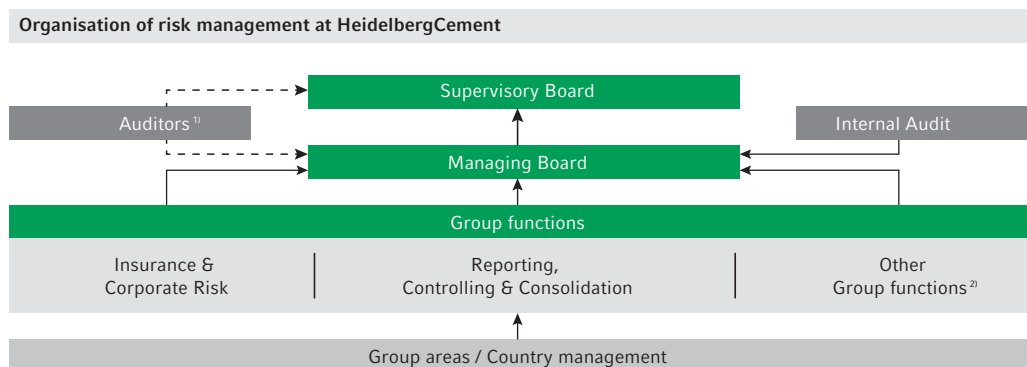 Organisation of risk management at HeidelbergCement
Supervisory Board
Auditors 1)
Internal Audit
Managing Board
Group functions
Insurance &
Corporate Risk
Reporting,
Controlling & Consolidation
Other
Group functions 2)
Group areas / Country management